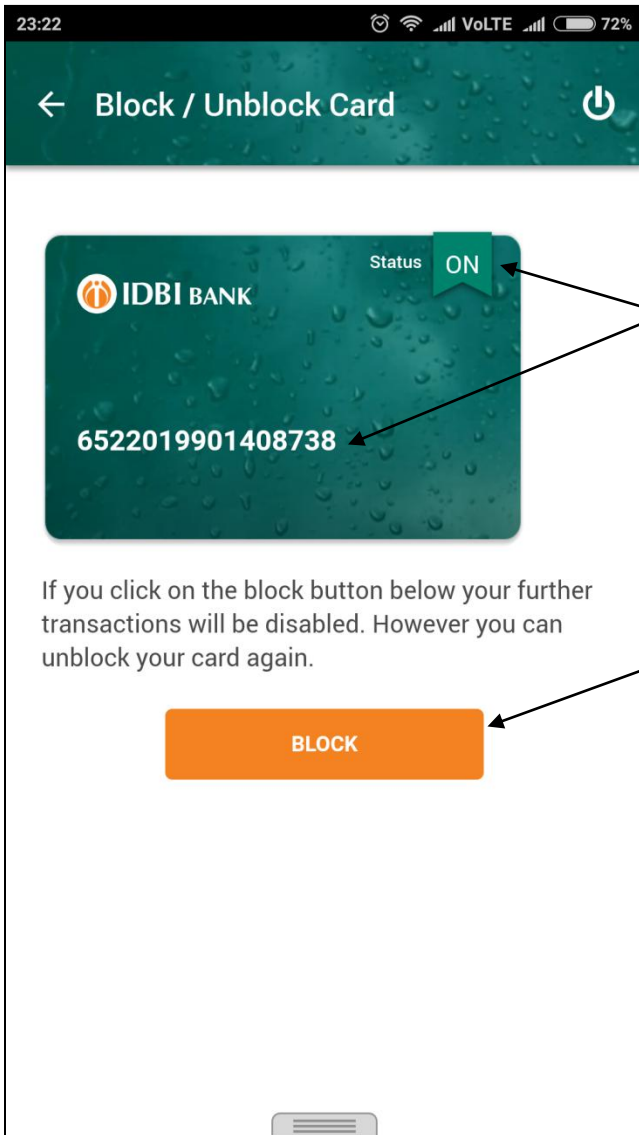 23:22 VoLTE 72%
Block / Unblock Card
Status ON
IDBI BANK
6522019901408738
If you click on the block button below your further
transactions will be disabled. However you can
unblock your card again.
BLOCK